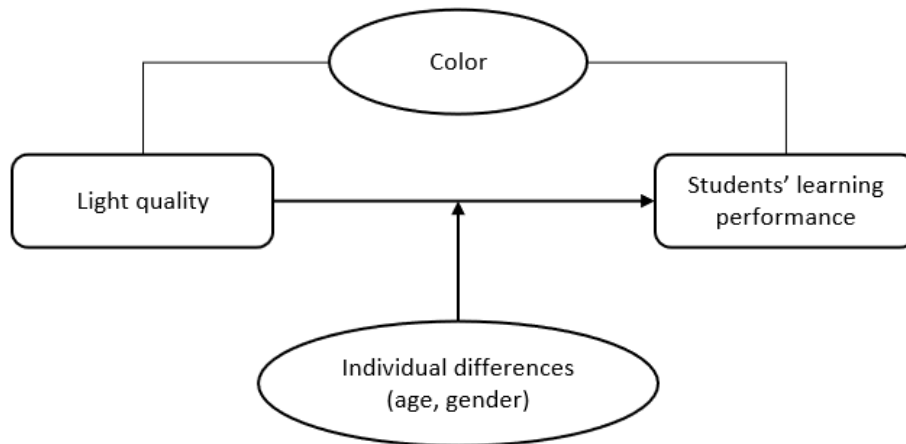 Color
Light quality
Students’ learning
performance
Individual differences
(age, gender)